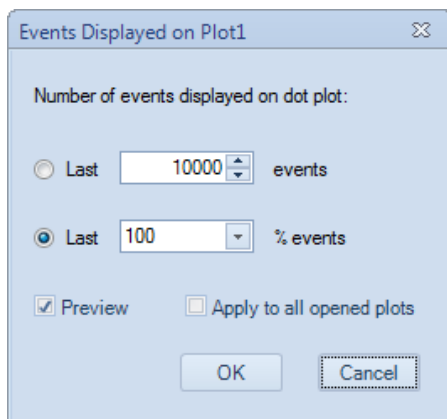 Events Displayed on Plot1
Number of events displayed on dot plot:
Last 10000 events
Last 100 % events
Preview Apply to all opened plots
OK Cancel